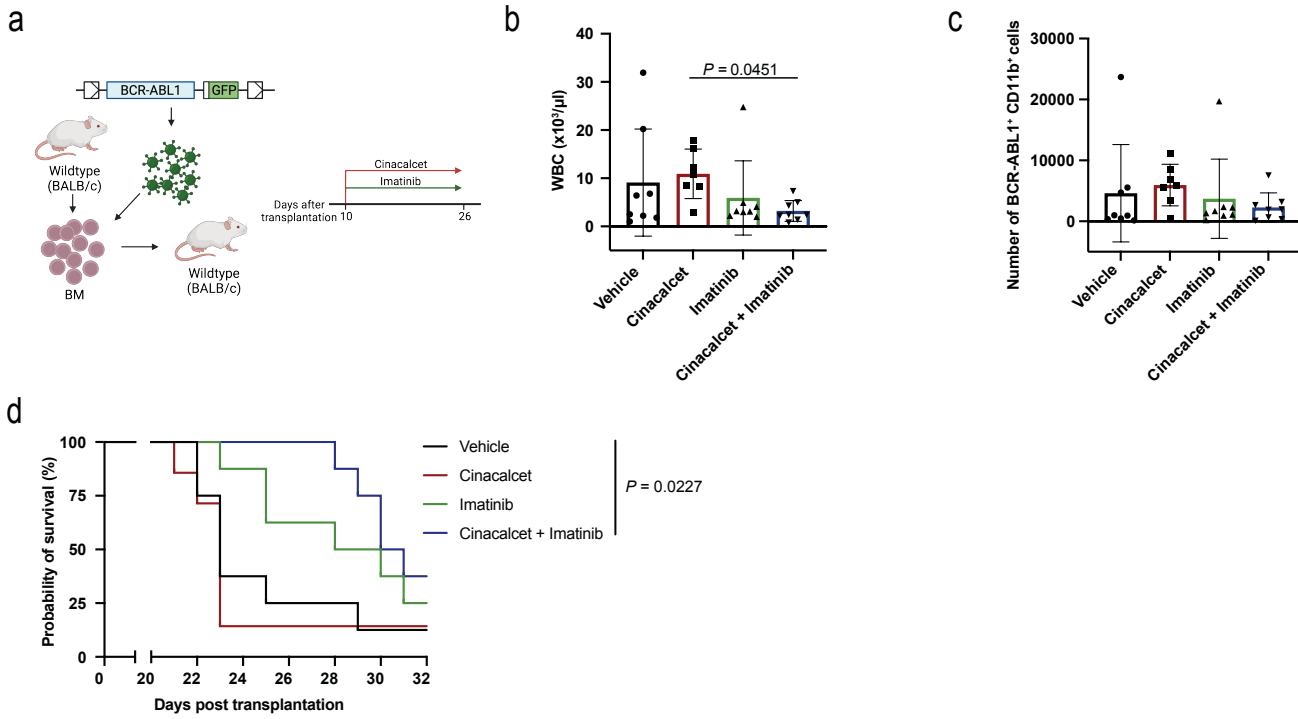 a
BCR-ABL1
GFP
Wildtype
(BALB/c)
BM
Wildtype
(BALB/c)
Cinacalcet
Imatinib
Days after
transplantation
10
26
b
WBC (x10³/µl)
40
30
20
10
0
P = 0.0451
Vehicle
Cinacalcet
Imatinib
Cinacalcet + Imatinib
c
Number of BCR-ABL1⁺ CD11b⁺ cells
30000
20000
10000
0
Vehicle
Cinacalcet
Imatinib
Cinacalcet + Imatinib
d
Probability of survival (%)
100
75
50
25
0
0 20 22 24 26 28 30 32
Days post transplantation
Vehicle
Cinacalcet
Imatinib
Cinacalcet + Imatinib
P = 0.0227